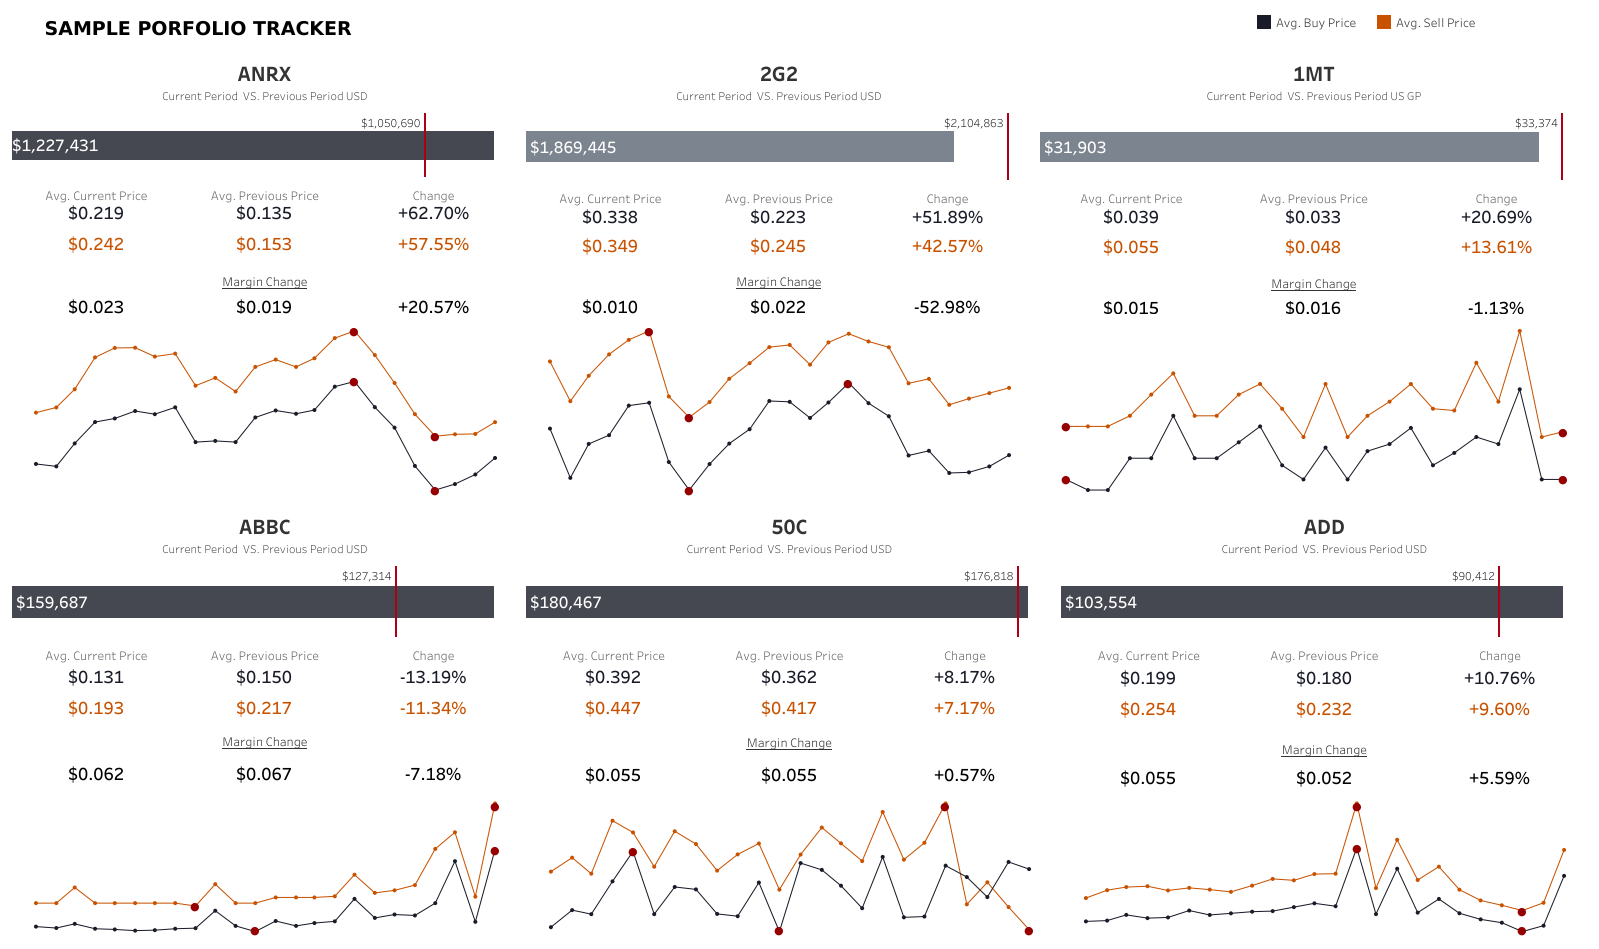 SAMPLE PORFOLIO TRACKER
Avg. Buy Price
Avg. Sell Price
ANRX
Current Period VS. Previous Period USD
$1,050,690
$1,227,431
Avg. Current Price Avg. Previous Price Change
$0.219 $0.135 +62.70%
$0.242 $0.153 +57.55%
Margin Change
$0.023 $0.019 +20.57%
2G2
Current Period VS. Previous Period USD
$2,104,863
$1,869,445
Avg. Current Price Avg. Previous Price Change
$0.338 $0.223 +51.89%
$0.349 $0.245 +42.57%
Margin Change
$0.010 $0.022 -52.98%
1MT
Current Period VS. Previous Period US GP
$33,374
$31,903
Avg. Current Price Avg. Previous Price Change
$0.039 $0.033 +20.69%
$0.055 $0.048 +13.61%
Margin Change
$0.015 $0.016 -1.13%
ABBC
Current Period VS. Previous Period USD
$127,314
$159,687
Avg. Current Price Avg. Previous Price Change
$0.131 $0.150 -13.19%
$0.193 $0.217 -11.34%
Margin Change
$0.062 $0.067 -7.18%
50C
Current Period VS. Previous Period USD
$176,818
$180,467
Avg. Current Price Avg. Previous Price Change
$0.392 $0.362 +8.17%
$0.447 $0.417 +7.17%
Margin Change
$0.055 $0.055 +0.57%
ADD
Current Period VS. Previous Period USD
$90,412
$103,554
Avg. Current Price Avg. Previous Price Change
$0.199 $0.180 +10.76%
$0.254 $0.232 +9.60%
Margin Change
$0.055 $0.052 +5.59%